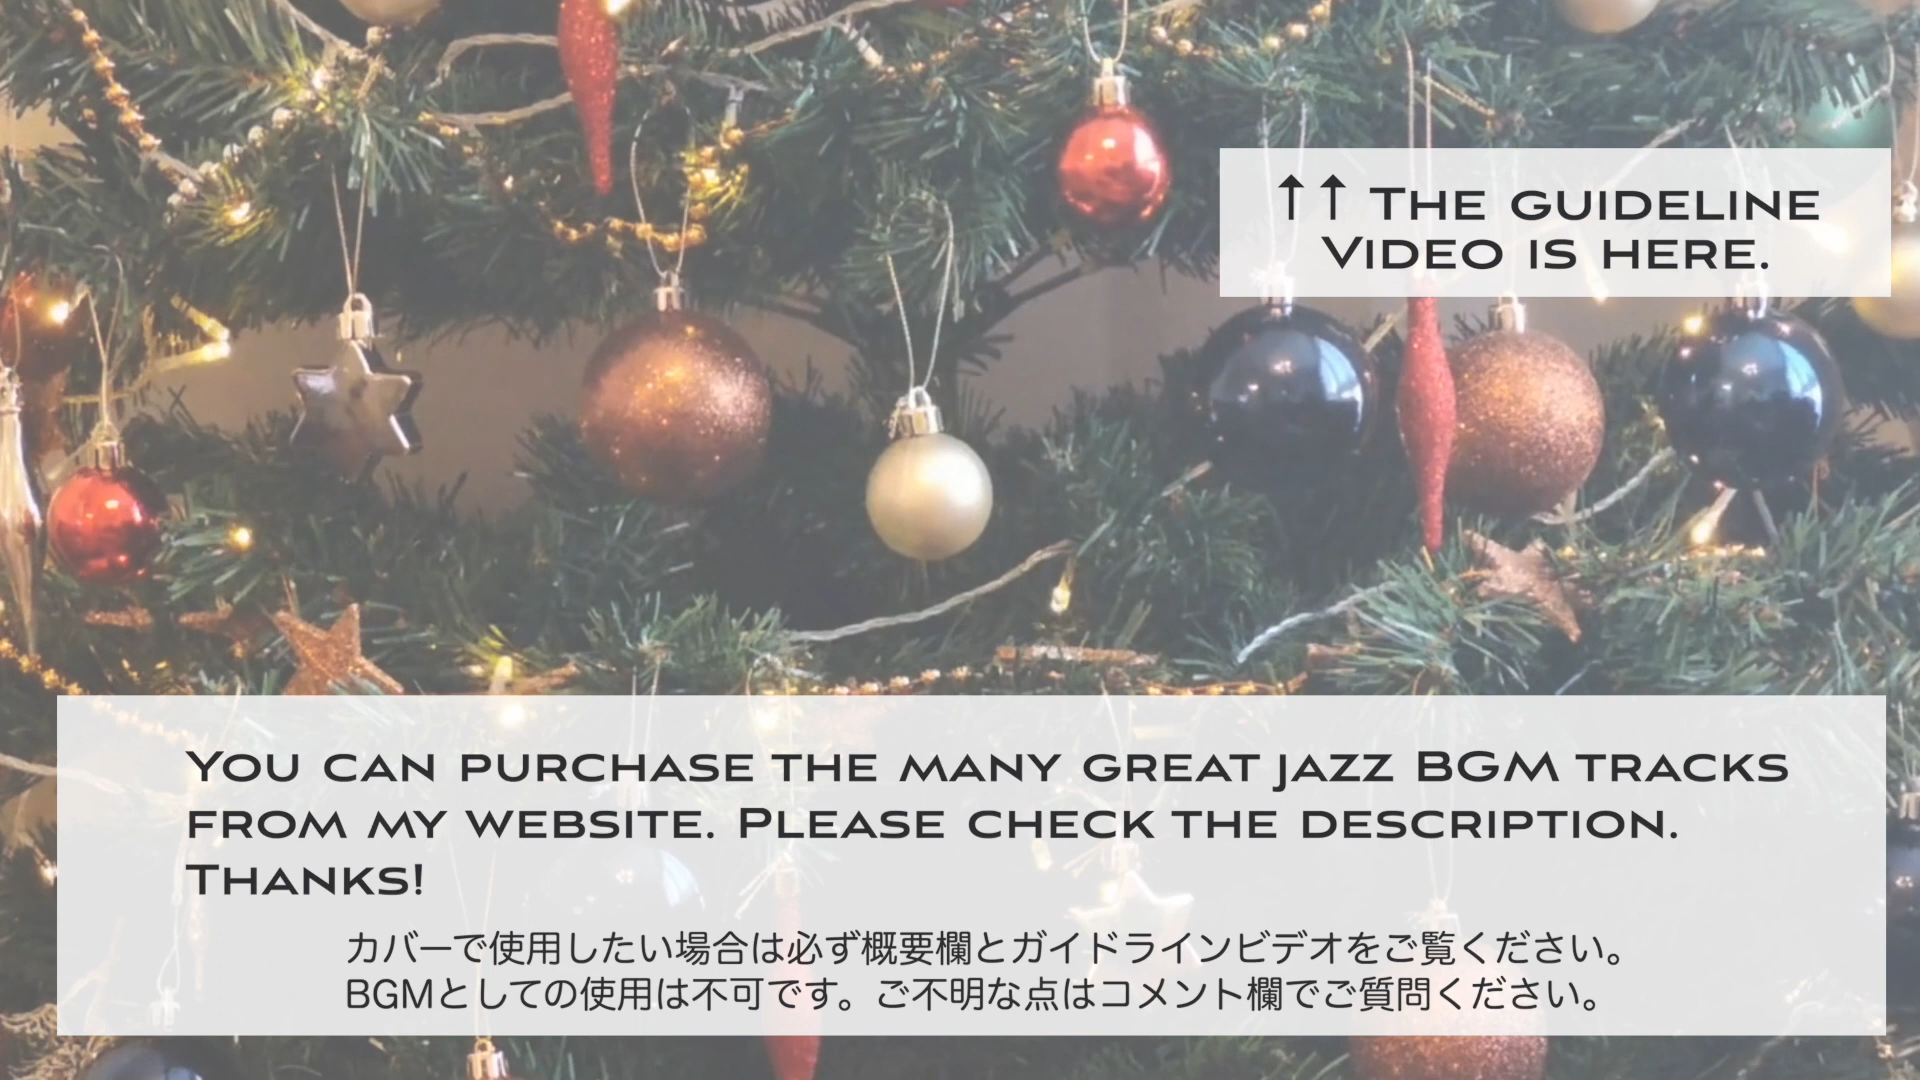 ↑↑ The guideline
Video is here.
You can purchase the many great jazz BGM tracks
from my website. Please check the description.
Thanks!
カバーで使用したい場合は必ず概要欄とガイドラインビデオをご覧ください。
BGMとしての使用は不可です。ご不明な点はコメント欄でご質問ください。